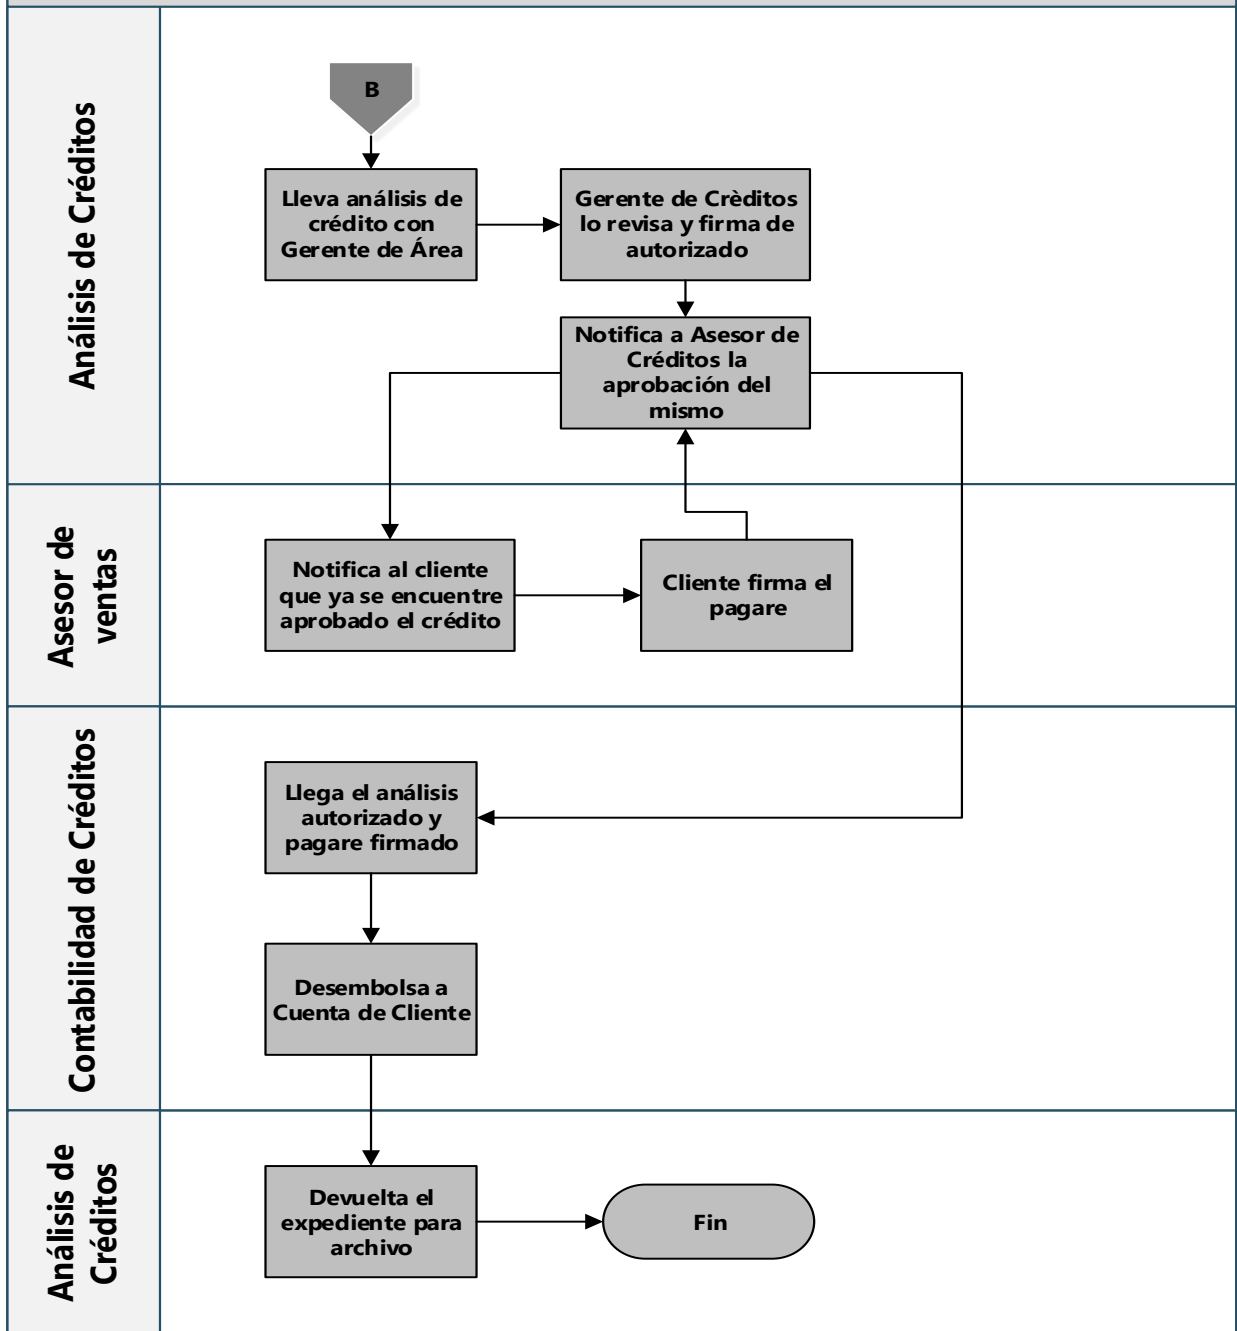 Análisis de Créditos
B
Lleva análisis de
crédito con
Gerente de Área
Gerente de Crèditos
lo revisa y firma de
autorizado
Notifica a Asesor de
Créditos la
aprobación del
mismo
Asesor de
ventas
Notifica al cliente
que ya se encuentre
aprobado el crédito
Cliente firma el
pagare
Contabilidad de Créditos
Llega el análisis
autorizado y
pagare firmado
Desembolsa a
Cuenta de Cliente
Análisis de
Créditos
Devuelta el
expediente para
archivo
Fin